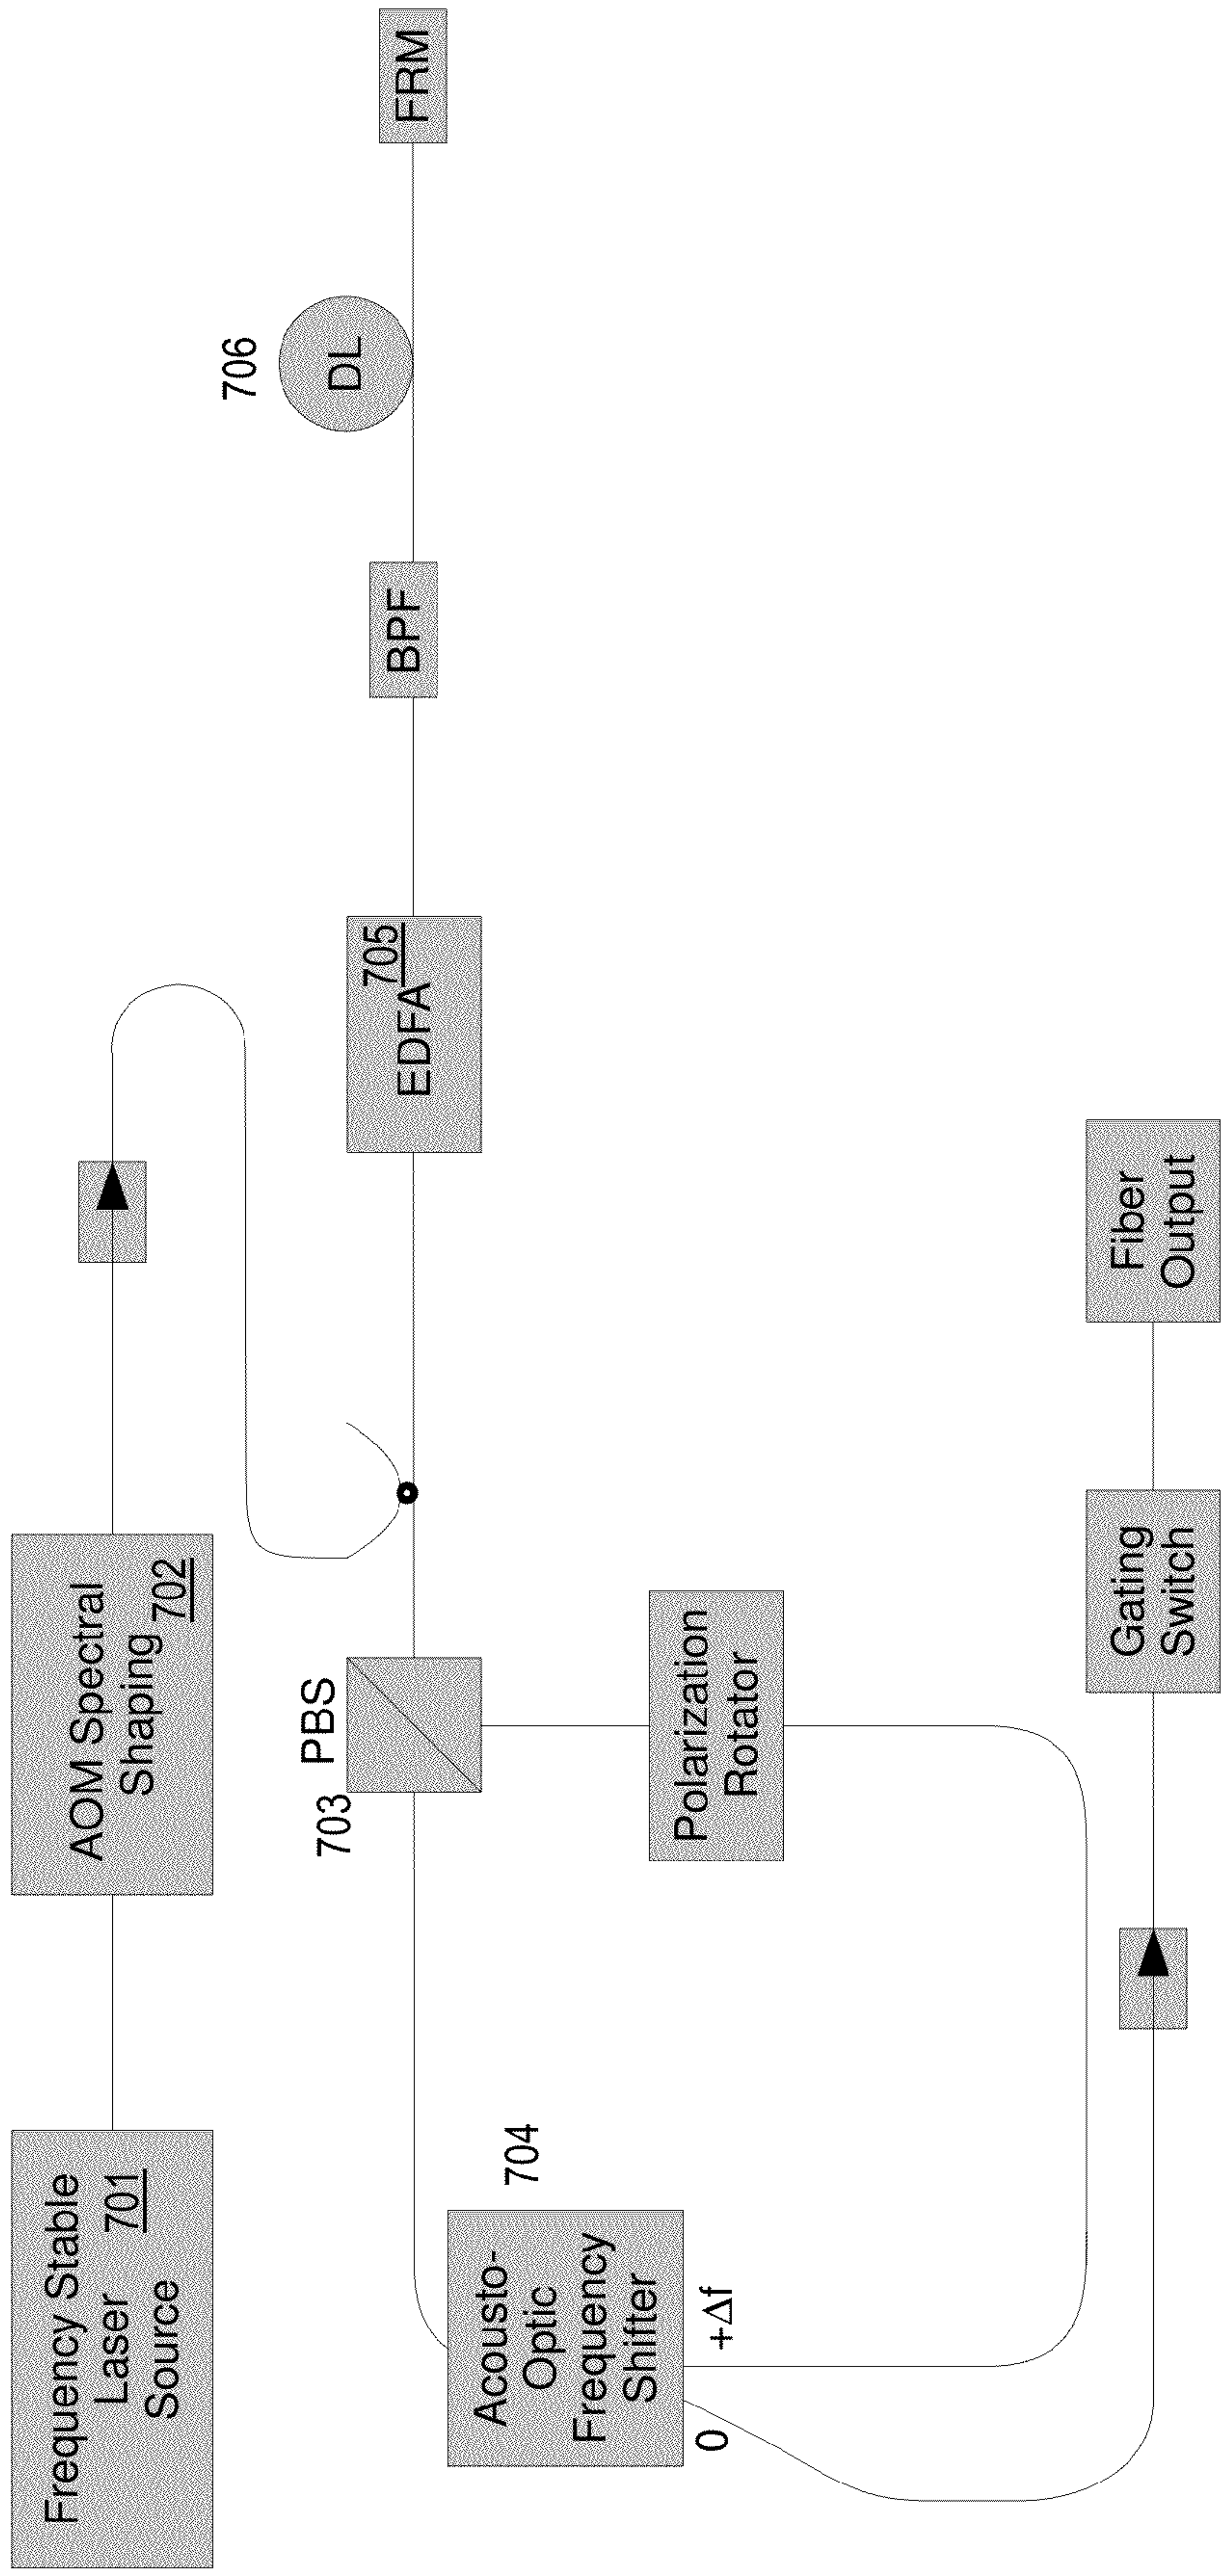 Frequency Stable
Laser
701
Source
AOM Spectral
Shaping
702
703
PBS
EDFA
705
BPF
706
DL
FRM
Acousto-
Optic
Frequency
Shifter
704
0
+Δf
Polarization
Rotator
Gating
Switch
Fiber
Output